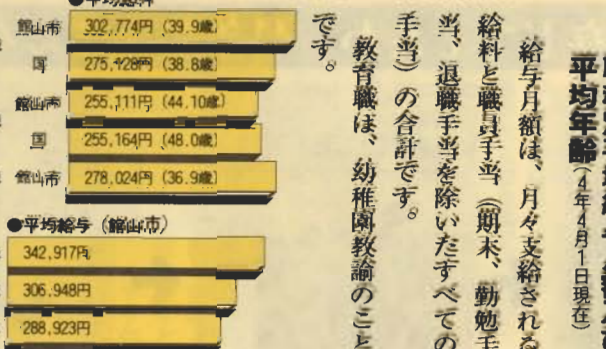 平均年齢(4年4月1日現在)
給与月額は、月々支給される
給料と職員手当(期末、勤勉手
当、退職手当を除いたすべての
手当)の合計です。
教育職は、幼稚園教諭のこと
です。
●平均給料
館山市 302,774円(39.9歳)
国 275,128円(38.8歳)
館山市 255,111円(44.10歳)
国 255,164円(48.0歳)
館山市 278,024円(36.9歳)
●平均給与(館山市)
342,917円
306,948円
288,923円